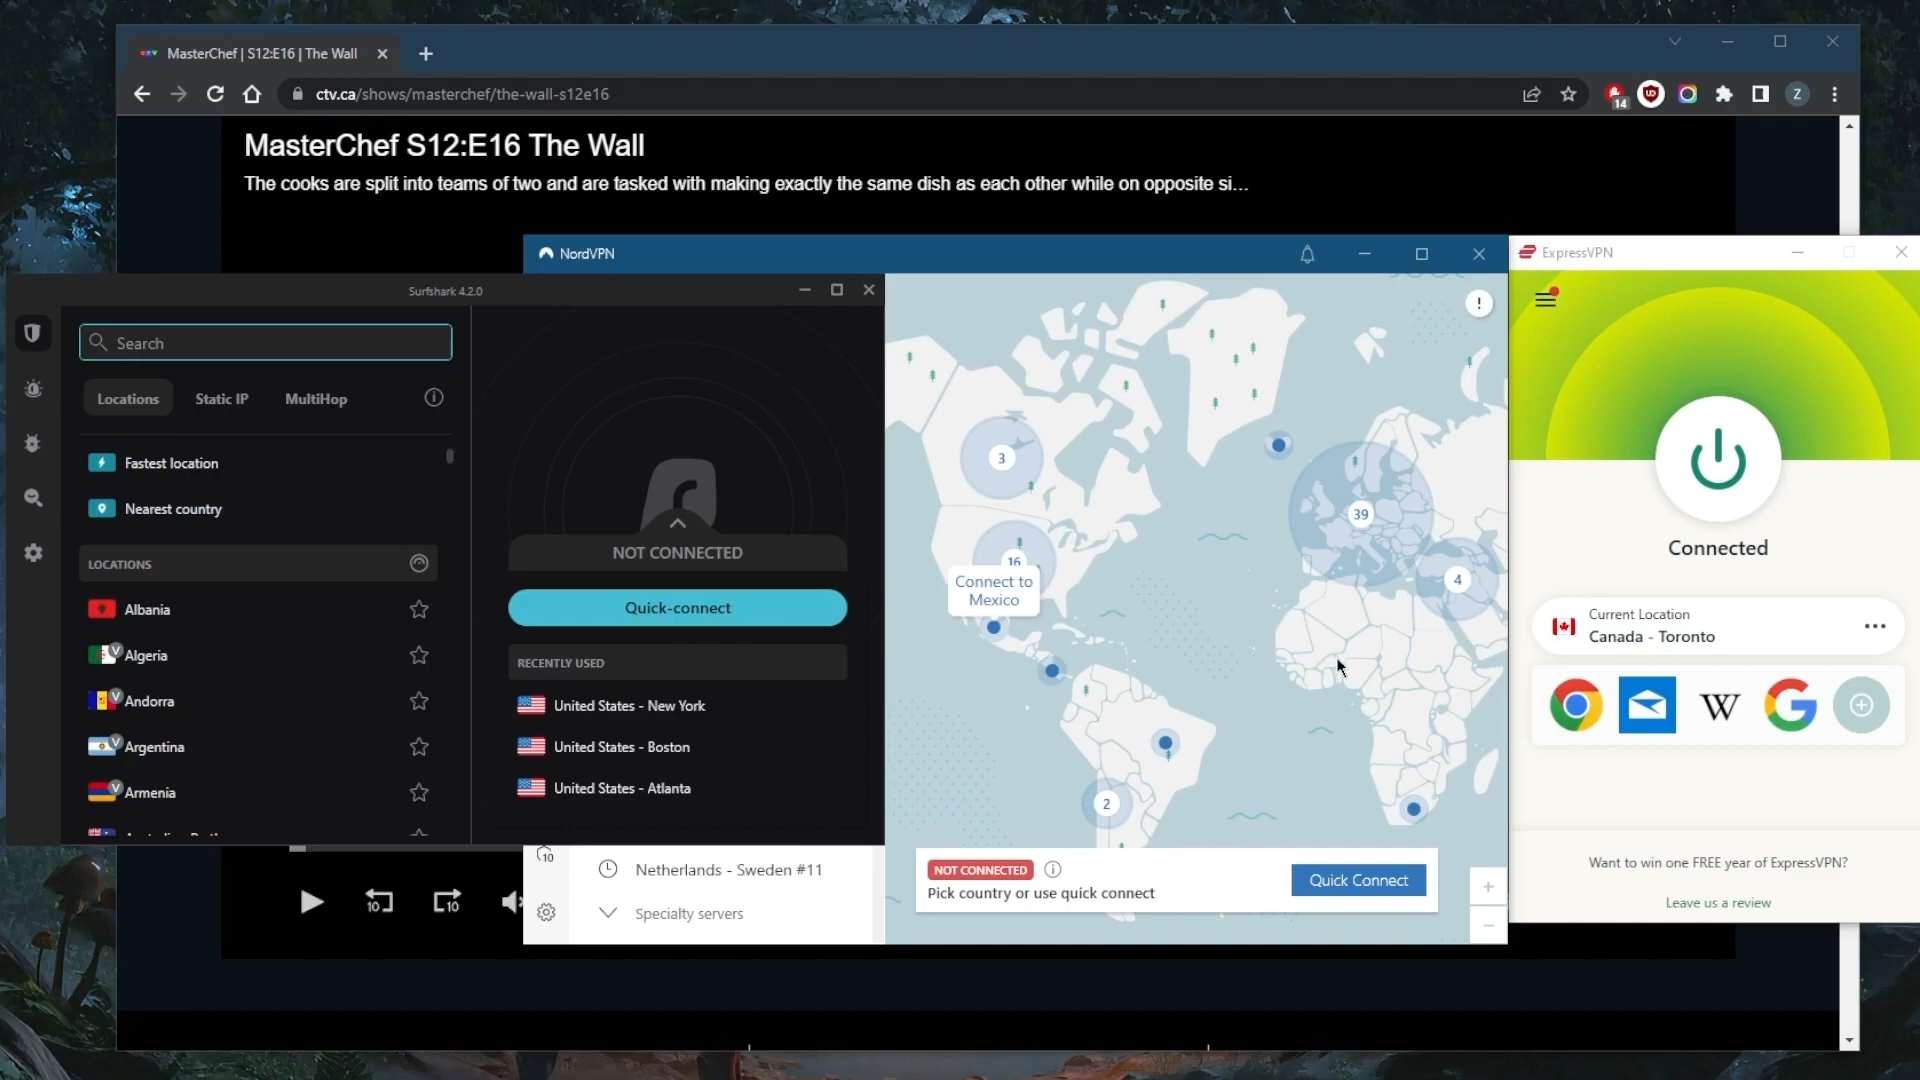 MasterChef | S12:E16 | The Wall
ctv.ca/shows/masterchef/the-wall-s12e16
14
Z
MasterChef S12:E16 The Wall
The cooks are split into teams of two and are tasked with making exactly the same dish as each other while on opposite si...
NordVPN
ExpressVPN
Surfshark 4.2.0
Search
Locations
Static IP
MultiHop
Fastest location
Nearest country
LOCATIONS
Albania
Algeria
Andorra
Argentina
Armenia
NOT CONNECTED
Quick-connect
RECENTLY USED
United States - New York
United States - Boston
United States - Atlanta
3
16
39
4
2
Connect to
Mexico
NOT CONNECTED
Pick country or use quick connect
Quick Connect
10
10
10
Netherlands - Sweden #11
Specialty servers
Connected
Current Location
Canada - Toronto
W
Want to win one FREE year of ExpressVPN?
Leave us a review